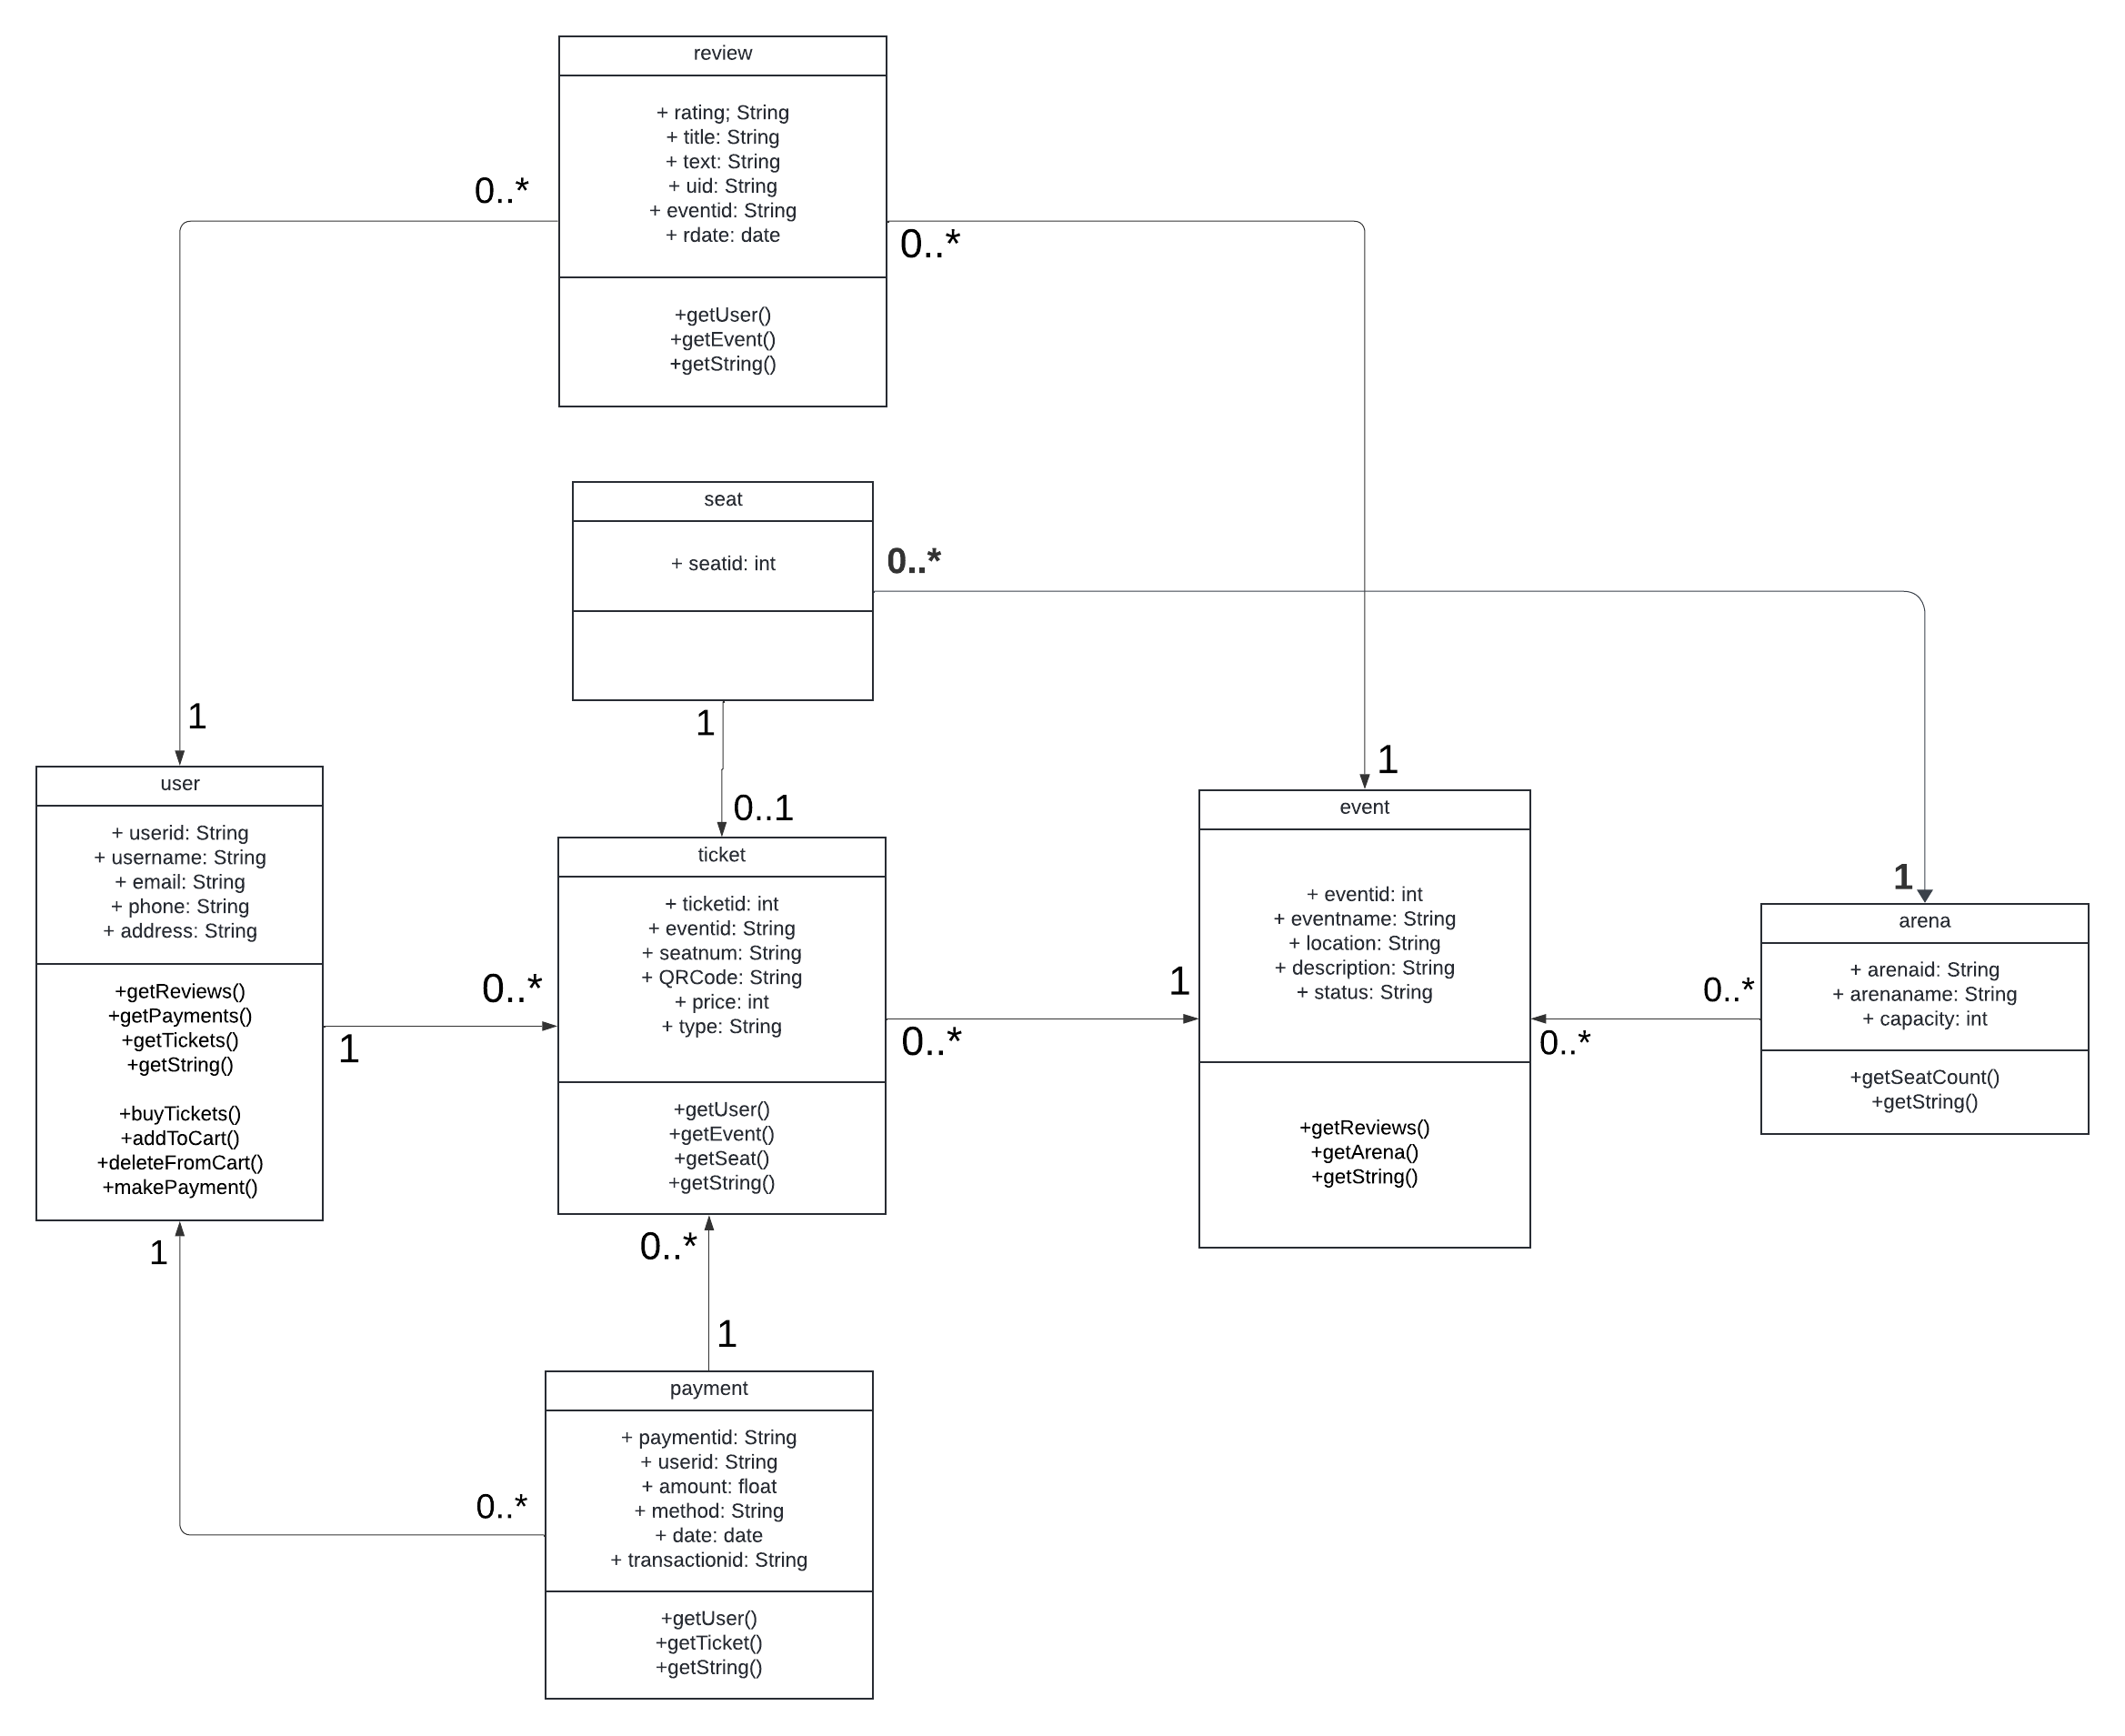 review
+ rating; String
+ title: String
+ text: String
+ uid: String
+ eventid: String
+ rdate: date
+getUser()
+getEvent()
+getString()
0..*
0..*
seat
+ seatid: int
0..*
1
0..1
1
1
1
user
+ userid: String
+ username: String
+ email: String
+ phone: String
+ address: String
+getReviews()
+getPayments()
+getTickets()
+getString()
+buyTickets()
+addToCart()
+deleteFromCart()
+makePayment()
1
0..*
ticket
+ ticketid: int
+ eventid: String
+ seatnum: String
+ QRCode: String
+ price: int
+ type: String
+getUser()
+getEvent()
+getSeat()
+getString()
0..*
1
event
+ eventid: int
+ eventname: String
+ location: String
+ description: String
+ status: String
+getReviews()
+getArena()
+getString()
0..*
0..*
arena
+ arenaid: String
+ arenaname: String
+ capacity: int
+getSeatCount()
+getString()
1
0..*
1
0..*
payment
+ paymentid: String
+ userid: String
+ amount: float
+ method: String
+ date: date
+ transactionid: String
+getUser()
+getTicket()
+getString()